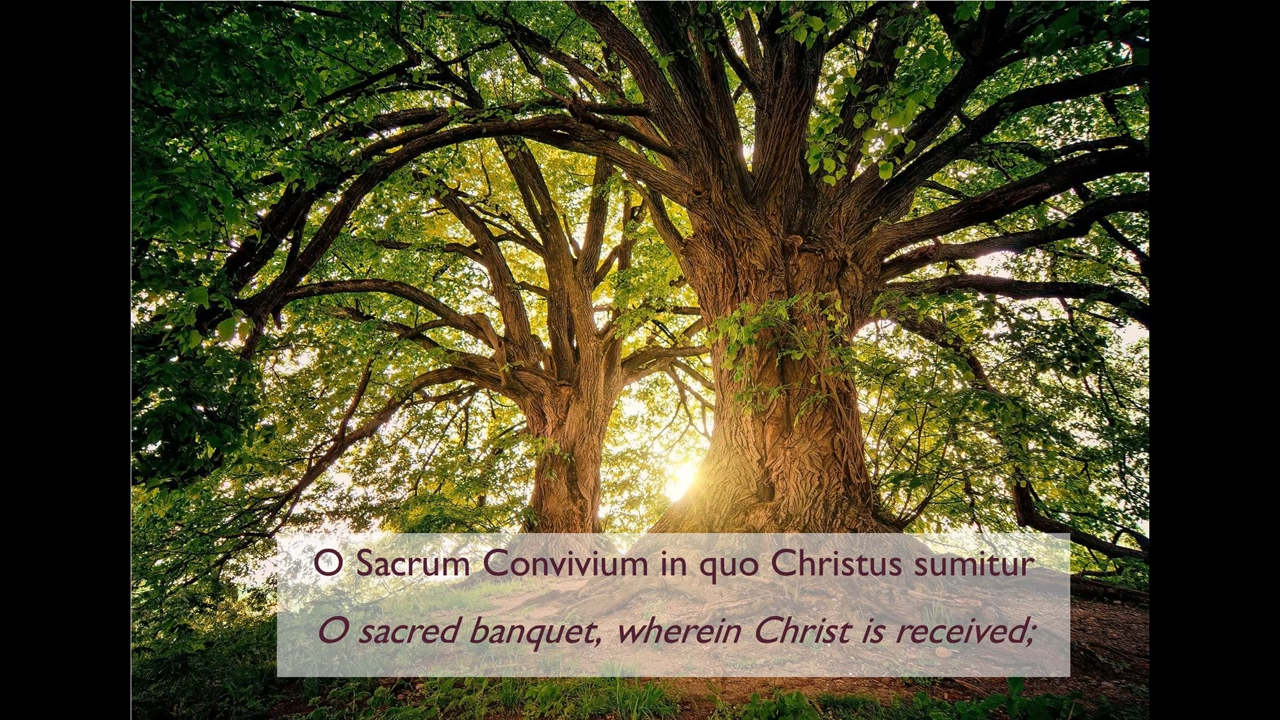 O Sacrum Convivium in quo Christus sumitur
O sacred banquet, wherein Christ is received;